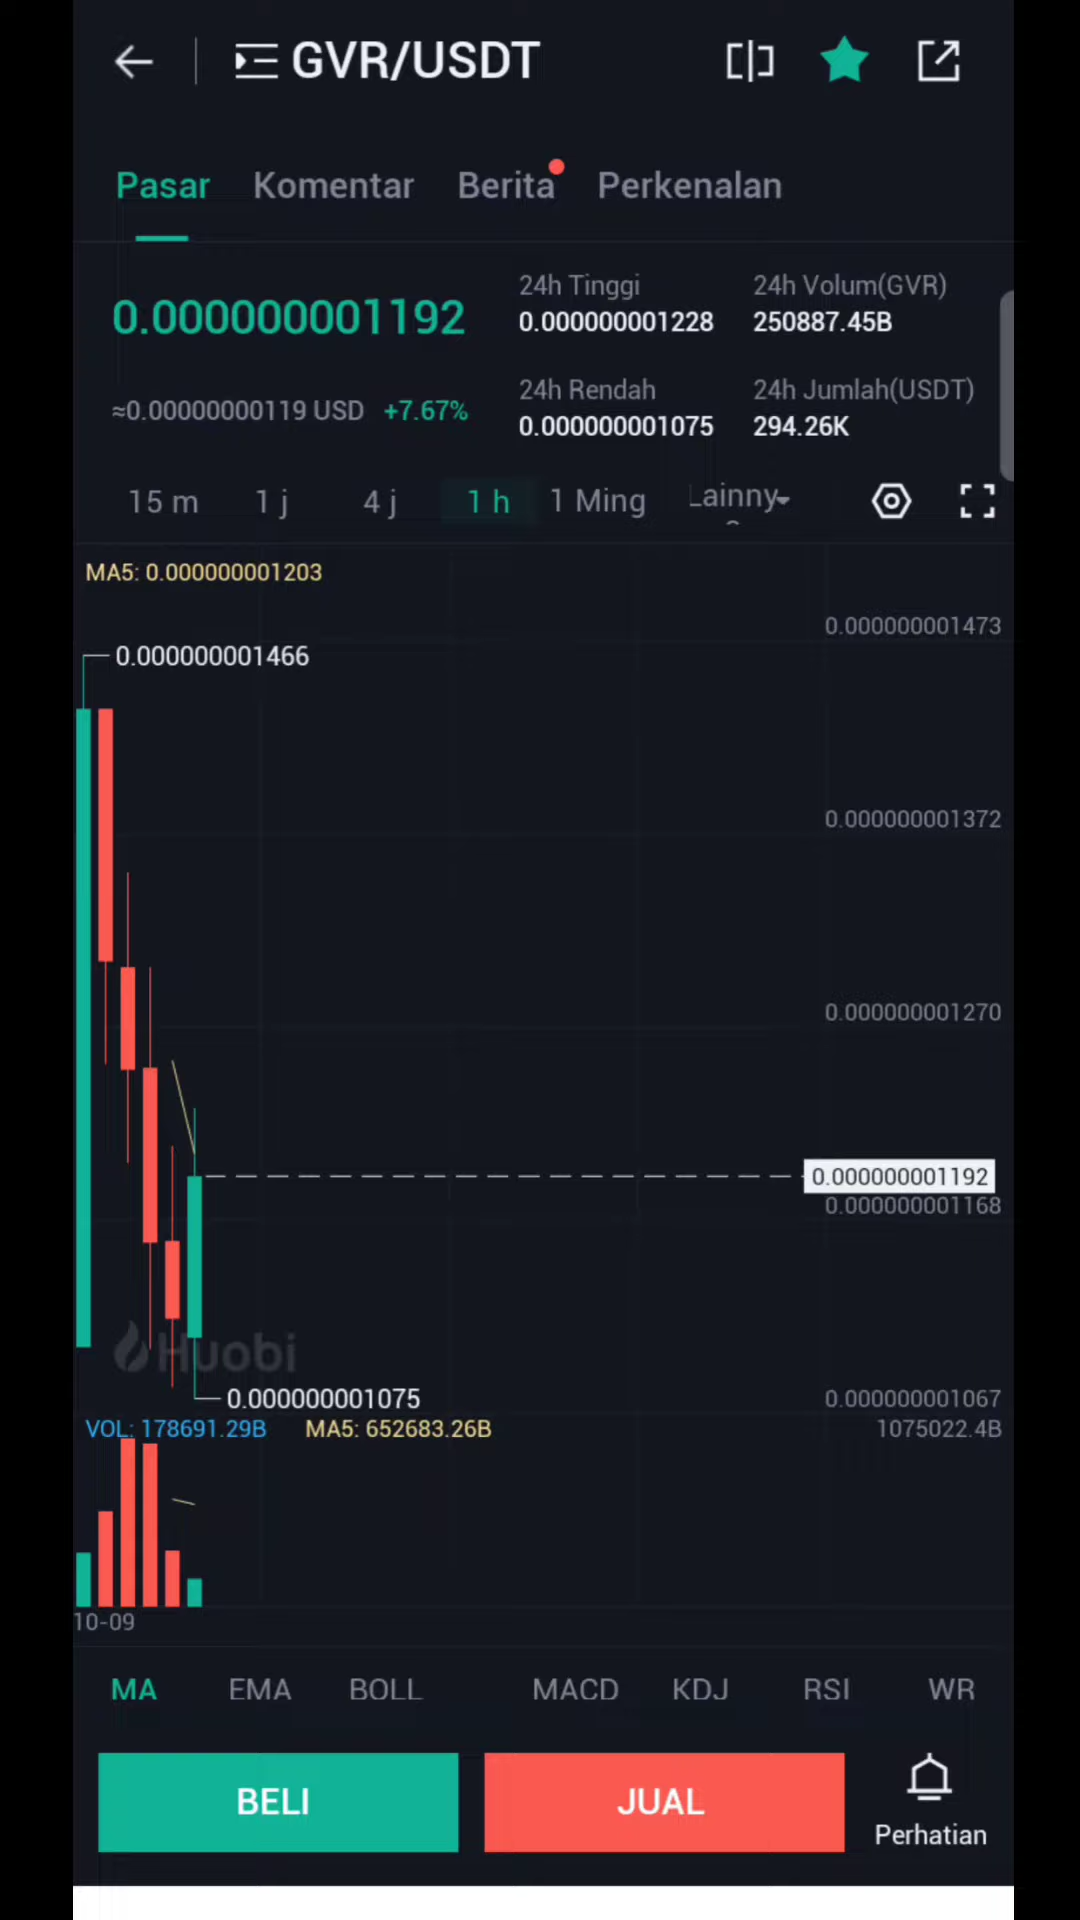 GVR/USDT
Pasar Komentar Berita Perkenalan
0.000000001192
≈0.00000000119 USD +7.67%
24h Tinggi
0.000000001228
24h Volum(GVR)
250887.45B
24h Rendah
0.000000001075
24h Jumlah(USDT)
294.26K
15 m 1 j 4 j 1 h 1 Ming Lainny
MA5: 0.000000001203
0.000000001473
0.000000001466
0.000000001372
0.000000001270
0.000000001192
0.000000001168
Huobi
0.000000001075
0.000000001067
VOL: 178691.29B MA5: 652683.26B 1075022.4B
10-09
MA EMA BOLL MACD KDJ RSI WR
BELI JUAL Perhatian